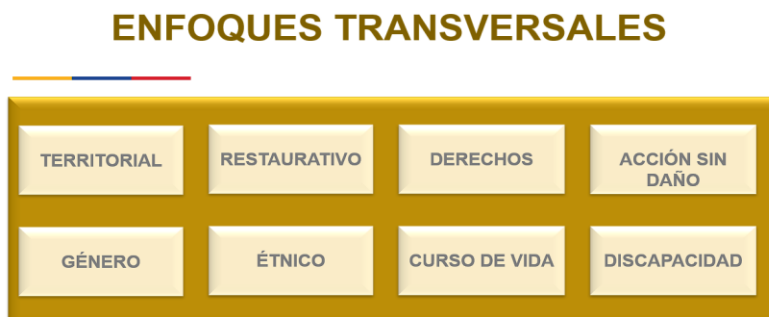 ENFOQUES TRANSVERSALES
TERRITORIAL
RESTAURATIVO
DERECHOS
ACCIÓN SIN
DAÑO
GÉNERO
ÉTNICO
CURSO DE VIDA
DISCAPACIDAD